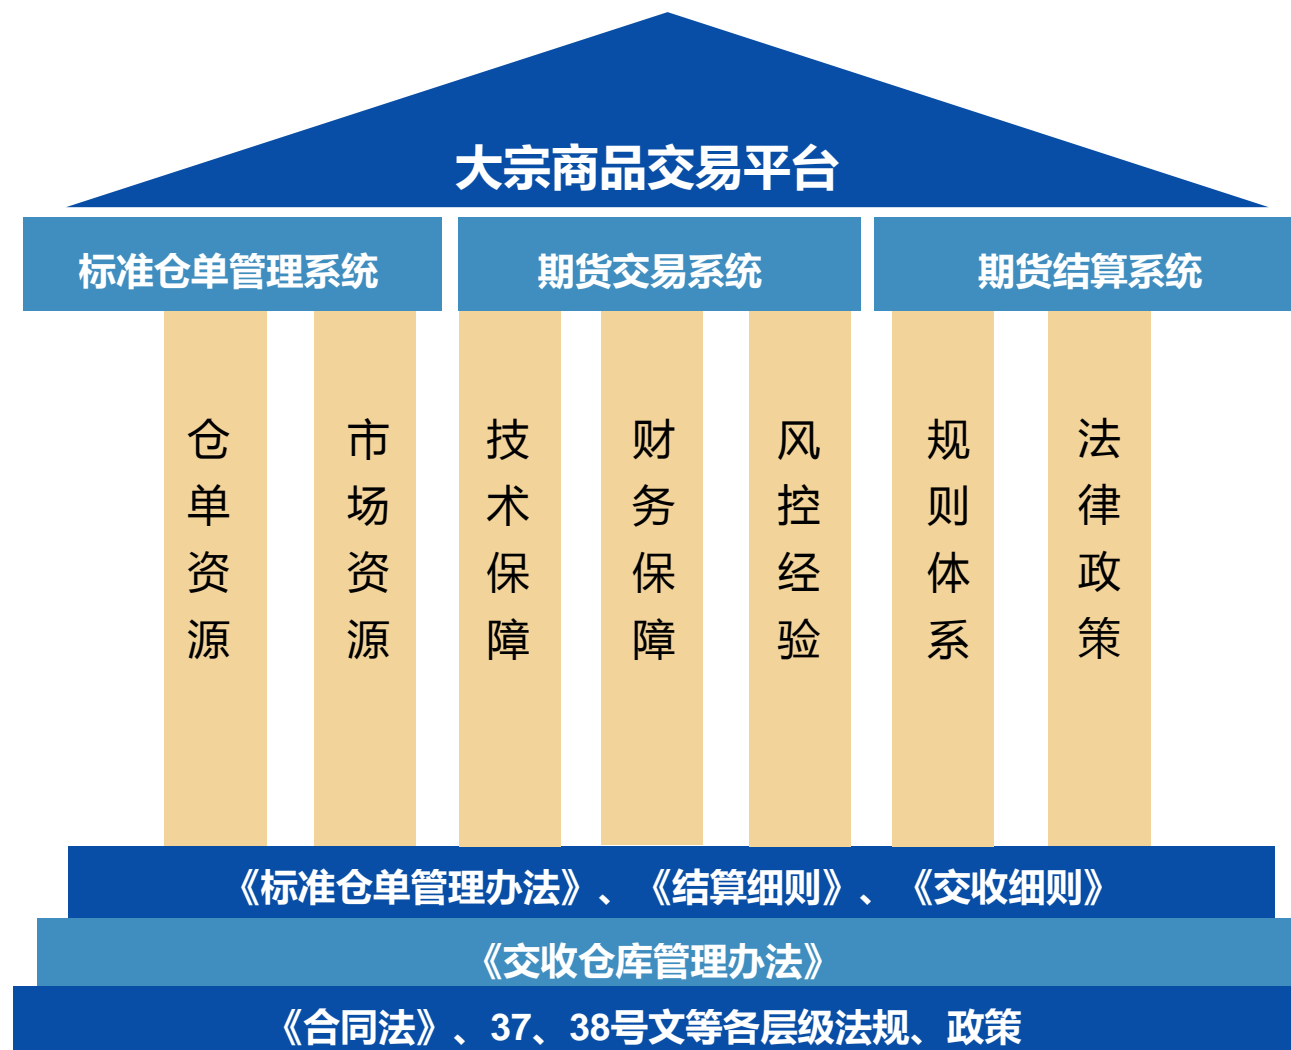 大宗商品交易平台
标准仓单管理系统
期货交易系统
期货结算系统
仓单资源
市场资源
技术保障
财务保障
风控经验
规则体系
法律政策
《标准仓单管理办法》、《结算细则》、《交收细则》
《交收仓库管理办法》
《合同法》、37、38号文等各层级法规、政策